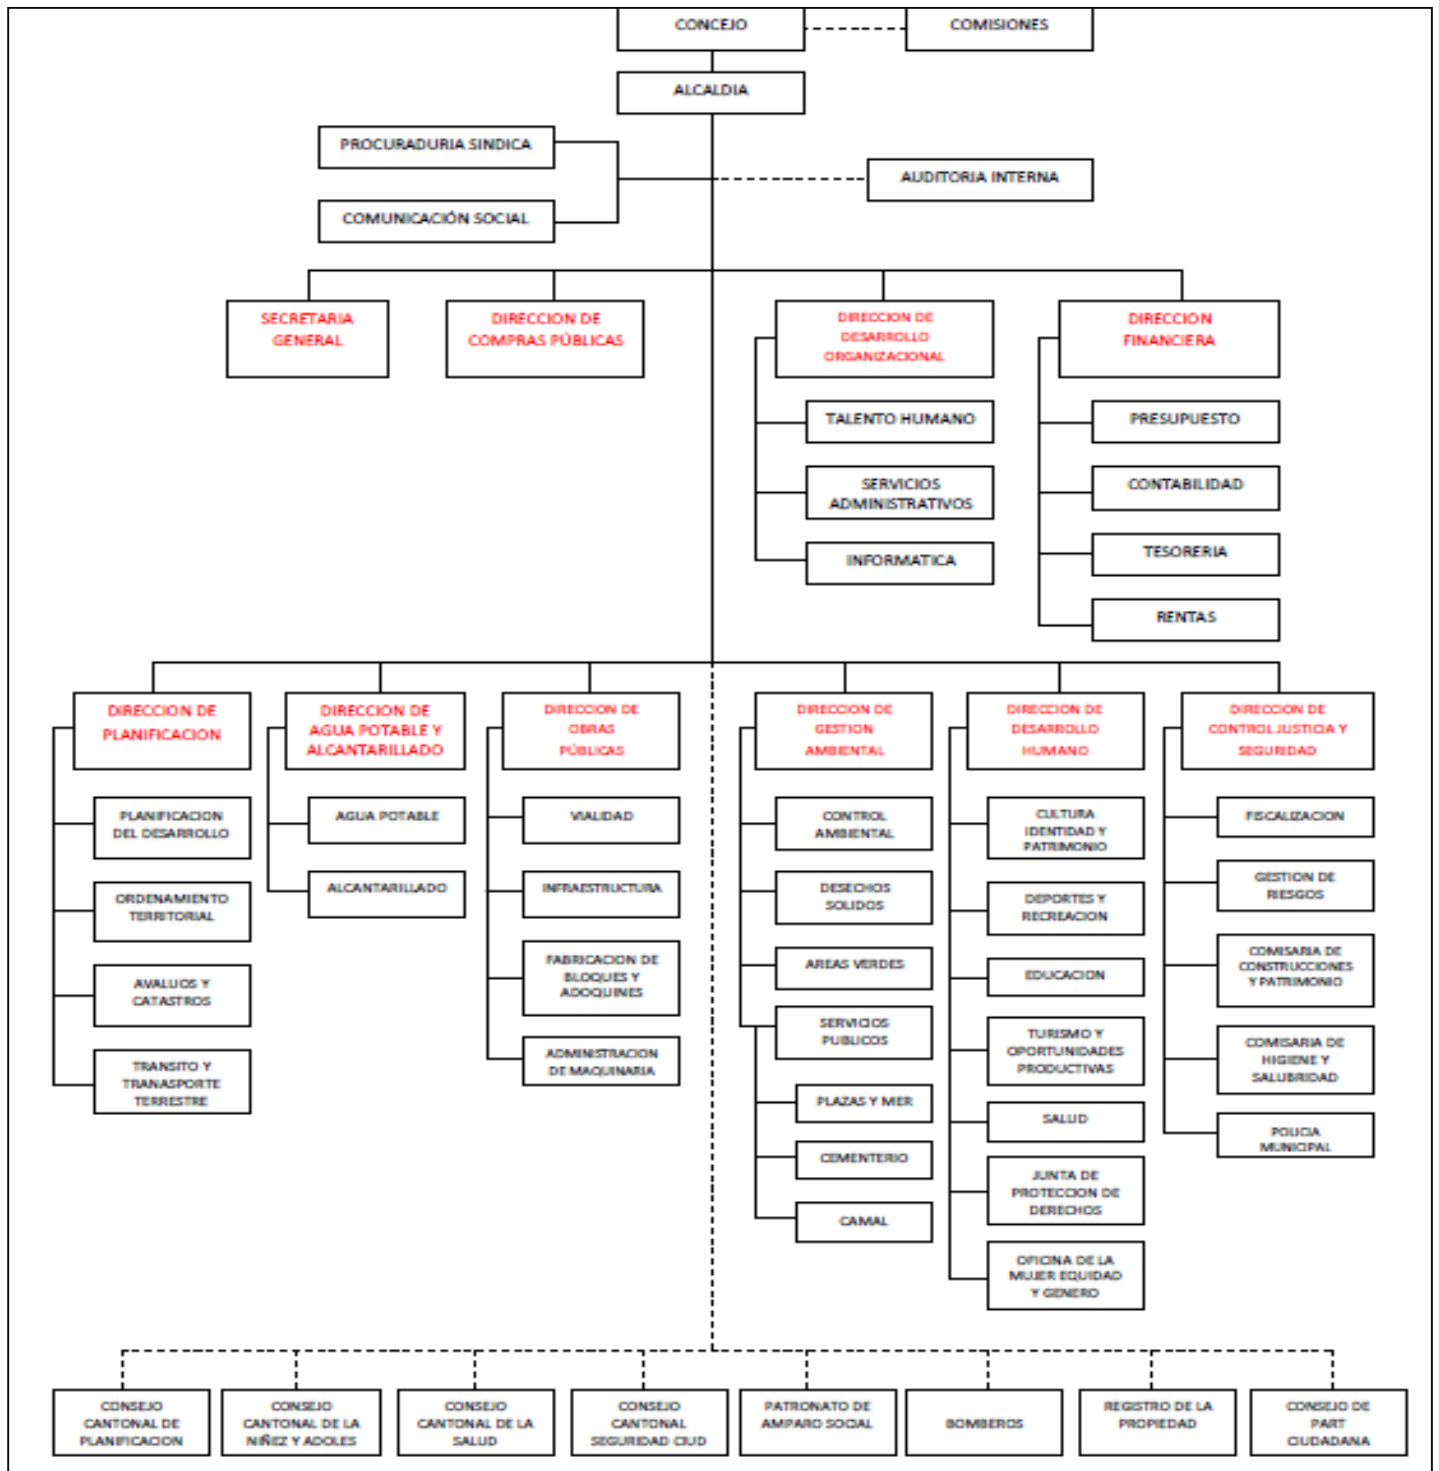 CONCEJO
COMISIONES
ALCALDIA
PROCURADURIA SINDICA
AUDITORIA INTERNA
COMUNICACIÓN SOCIAL
SECRETARIA
GENERAL
DIRECCION DE
COMPRAS PÚBLICAS
DIRECCION DE
DESARROLLO
ORGANIZACIONAL
DIRECCION
FINANCIERA
TALENTO HUMANO
SERVICIOS
ADMINISTRATIVOS
INFORMATICA
PRESUPUESTO
CONTABILIDAD
TESORERIA
RENTAS
DIRECCION DE
PLANIFICACION
PLANIFICACION
DEL DESARROLLO
ORDENAMIENTO
TERRITORIAL
AVALUOS Y
CATASTROS
TRANSITO Y
TRANASPORTE
TERRESTRE
DIRECCION DE
AGUA POTABLE Y
ALCANTARILLADO
AGUA POTABLE
ALCANTARILLADO
DIRECCION DE
OBRAS
PÚBLICAS
VIALIDAD
INFRAESTRUCTURA
FABRICACION DE
BLOQUES Y
ADOQUINES
ADMINISTRACION
DE MAQUINARIA
DIRECCION DE
GESTION
AMBIENTAL
CONTROL
AMBIENTAL
DESECHOS
SOLIDOS
AREAS VERDES
SERVICIOS
PUBLICOS
PLAZAS Y MER
CEMENTERIO
CAMAL
DIRECCION DE
DESARROLLO
HUMANO
CULTURA
IDENTIDAD Y
PATRIMONIO
DEPORTES Y
RECREACION
EDUCACION
TURISMO Y
OPORTUNIDADES
PRODUCTIVAS
SALUD
JUNTA DE
PROTECCION DE
DERECHOS
OFICINA DE LA
MUJER EQUIDAD
Y GENERO
DIRECCION DE
CONTROL JUSTICIA Y
SEGURIDAD
FISCALIZACION
GESTION DE
RIESGOS
COMISARIA DE
CONSTRUCCIONES
Y PATRIMONIO
COMISARIA DE
HIGIENE Y
SALUBRIDAD
POLICIA
MUNICIPAL
CONSEJO
CANTONAL DE
PLANIFICACION
CONSEJO
CANTONAL DE LA
NIÑEZ Y ADOLES
CONSEJO
CANTONAL DE LA
SALUD
CONSEJO
CANTONAL
SEGURIDAD CIUD
PATRONATO DE
AMPARO SOCIAL
BOMBEROS
REGISTRO DE LA
PROPIEDAD
CONSEJO DE
PART
CIUDADANA